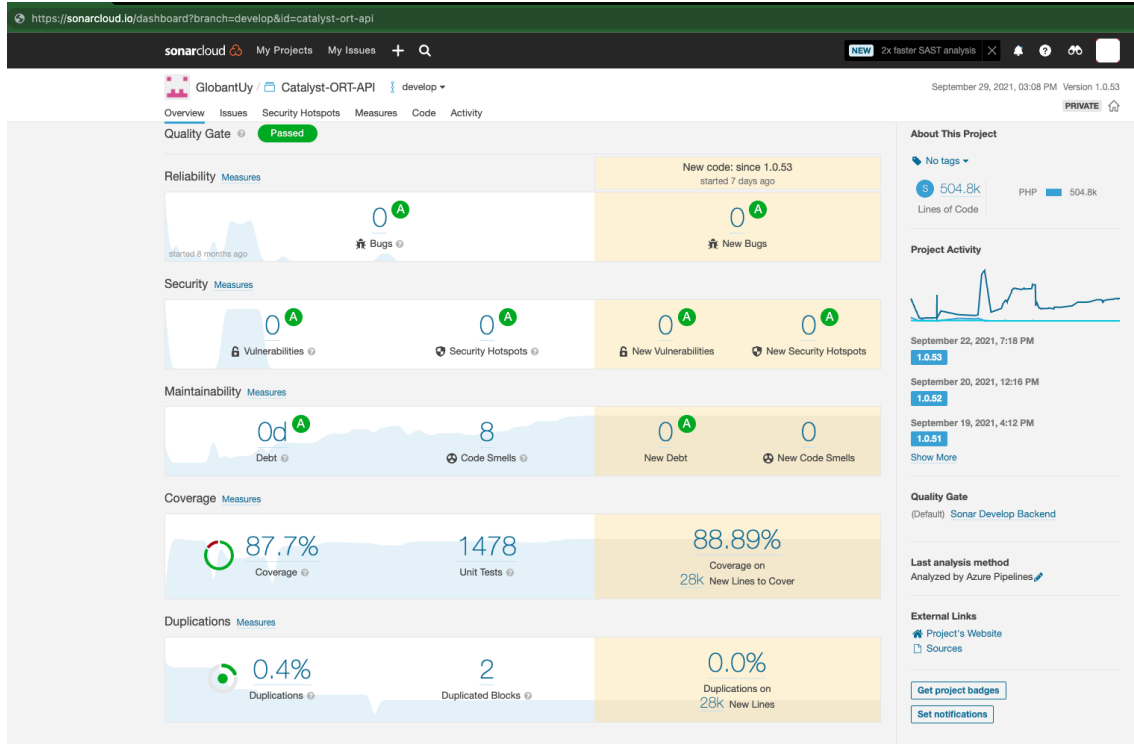 https://sonarcloud.io/dashboard?branch=develop&id=catalyst-ort-api
sonarcloud My Projects My Issues NEW 2x faster SAST analysis
GlobantUy / Catalyst-ORT-API develop September 29, 2021, 03:08 PM Version 1.0.53
PRIVATE
Overview Issues Security Hotspots Measures Code Activity
Quality Gate Passed
New code: since 1.0.53
started 7 days ago
Reliability Measures
0 A
Bugs
started 8 months ago
0 A
New Bugs
Security Measures
0 A 0 A 0 A 0 A
Vulnerabilities Security Hotspots New Vulnerabilities New Security Hotspots
Maintainability Measures
0d A 8 0 A 0
Debt Code Smells New Debt New Code Smells
Coverage Measures
87.7% 1478 88.89%
Coverage Unit Tests Coverage on
28k New Lines to Cover
Duplications Measures
0.4% 2 0.0%
Duplications Duplicated Blocks Duplications on
28k New Lines
About This Project
No tags
S 504.8k PHP 504.8k
Lines of Code
Project Activity
September 22, 2021, 7:18 PM
1.0.53
September 20, 2021, 12:16 PM
1.0.52
September 19, 2021, 4:12 PM
1.0.51
Show More
Quality Gate
(Default) Sonar Develop Backend
Last analysis method
Analyzed by Azure Pipelines
External Links
Project's Website
Sources
Get project badges
Set notifications